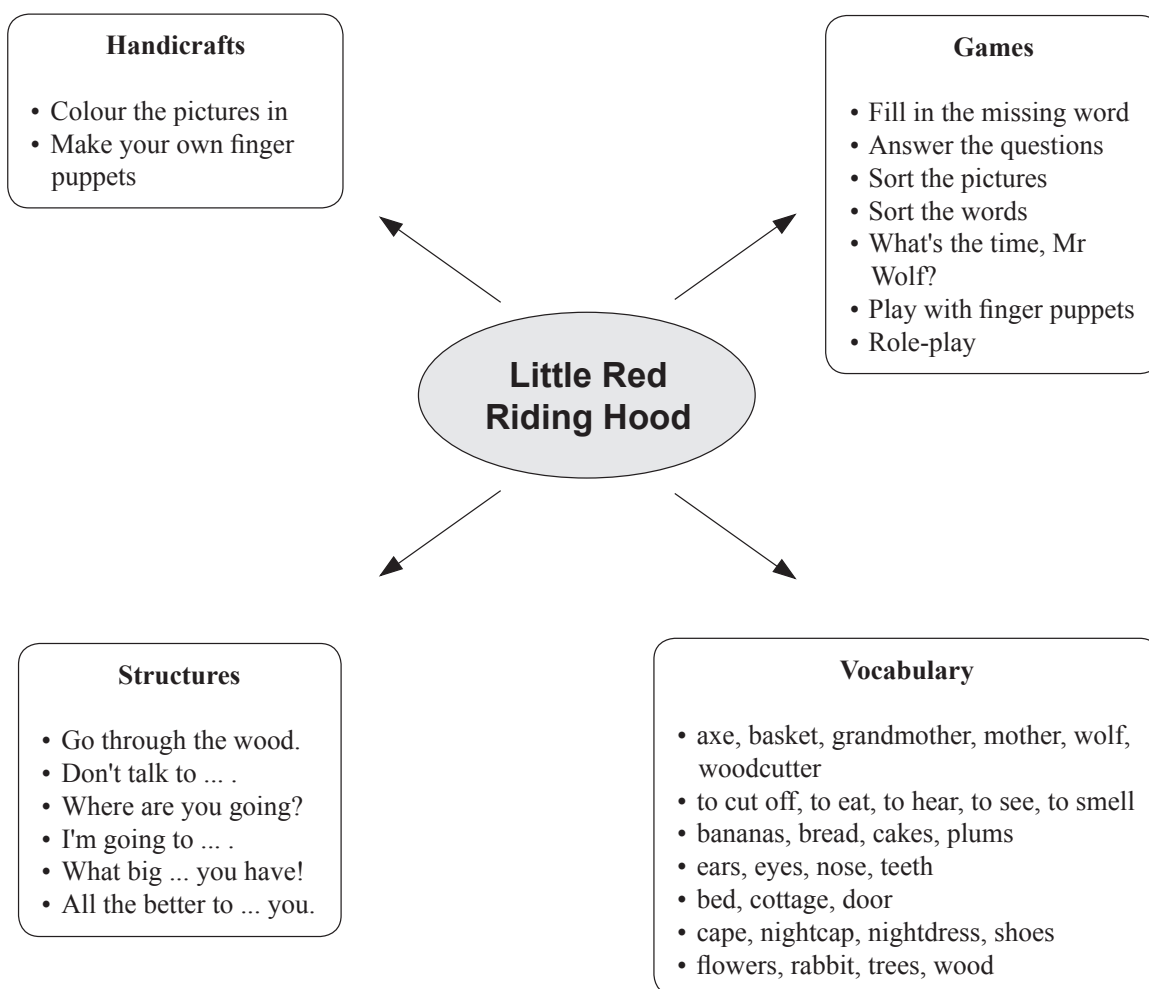 Handicrafts
• Colour the pictures in
• Make your own finger
puppets
Games
• Fill in the missing word
• Answer the questions
• Sort the pictures
• Sort the words
• What's the time, Mr
Wolf?
• Play with finger puppets
• Role-play
Little Red
Riding Hood
Structures
• Go through the wood.
• Don't talk to ... .
• Where are you going?
• I'm going to ... .
• What big ... you have!
• All the better to ... you.
Vocabulary
• axe, basket, grandmother, mother, wolf,
woodcutter
• to cut off, to eat, to hear, to see, to smell
• bananas, bread, cakes, plums
• ears, eyes, nose, teeth
• bed, cottage, door
• cape, nightcap, nightdress, shoes
• flowers, rabbit, trees, wood